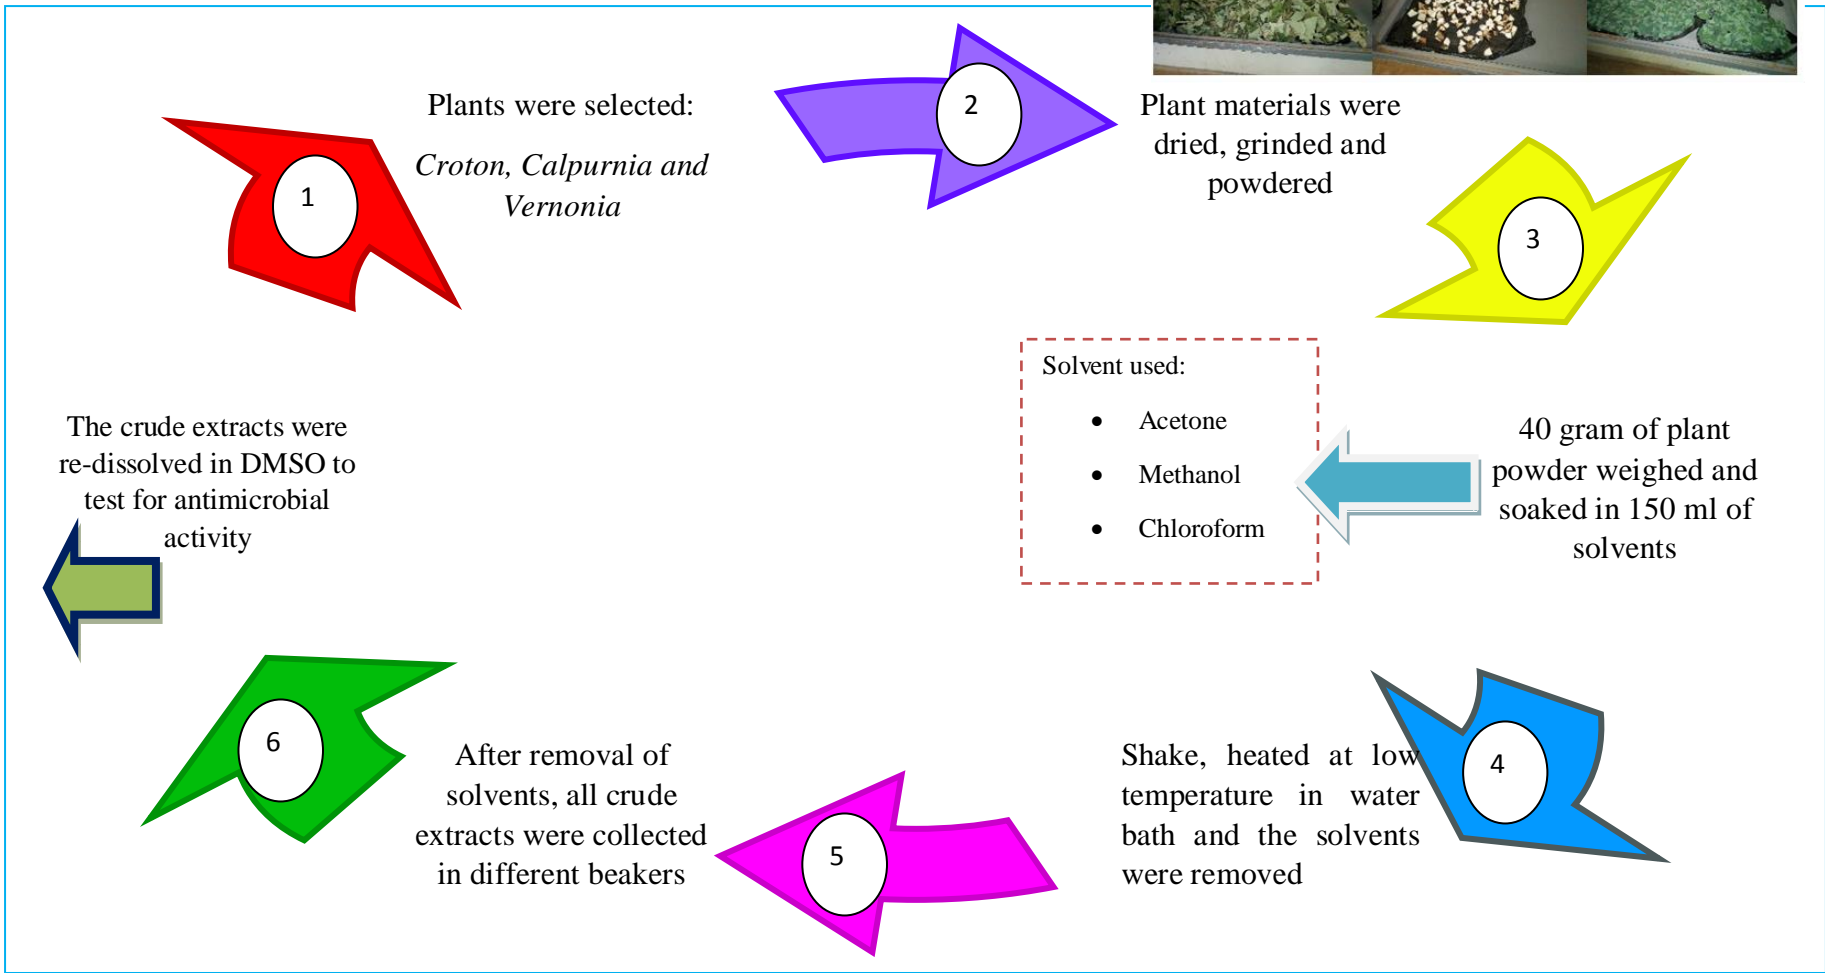 1
Plants were selected:
Croton, Calpurnia and
Vernonia
2
Plant materials were
dried, grinded and
powdered
3
40 gram of plant
powder weighed and
soaked in 150 ml of
solvents
Solvent used:
• Acetone
• Methanol
• Chloroform
4
Shake, heated at low
temperature in water
bath and the solvents
were removed
5
After removal of
solvents, all crude
extracts were collected
in different beakers
6
The crude extracts were
re-dissolved in DMSO to
test for antimicrobial
activity